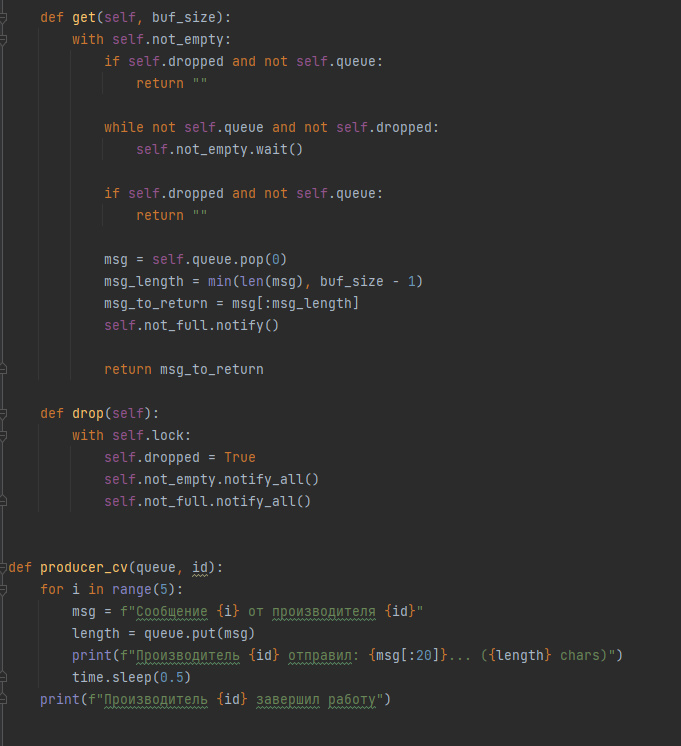 def get(self, buf_size):
with self.not_empty:
if self.dropped and not self.queue:
return ""
while not self.queue and not self.dropped:
self.not_empty.wait()
if self.dropped and not self.queue:
return ""
msg = self.queue.pop(0)
msg_length = min(len(msg), buf_size - 1)
msg_to_return = msg[:msg_length]
self.not_full.notify()
return msg_to_return
def drop(self):
with self.lock:
self.dropped = True
self.not_empty.notify_all()
self.not_full.notify_all()
def producer_cv(queue, id):
for i in range(5):
msg = f"Сообщение {i} от производителя {id}"
length = queue.put(msg)
print(f"Производитель {id} отправил: {msg[:20]}... ({length} chars)")
time.sleep(0.5)
print(f"Производитель {id} завершил работу")